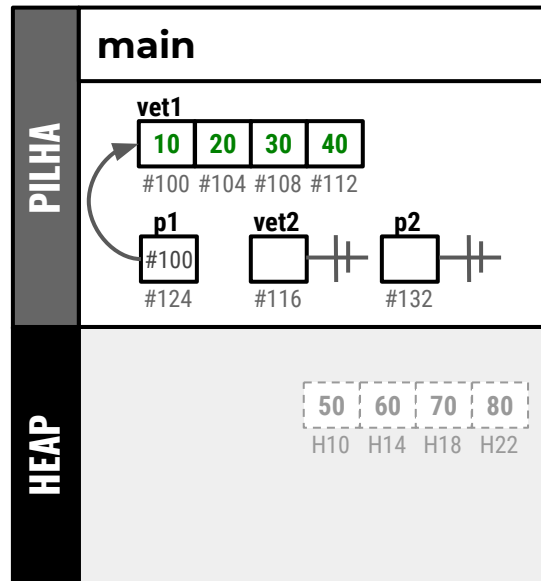 main
PILHA
vet1
10 20 30 40
#100 #104 #108 #112
p1 vet2 p2
#100
#124 #116 #132
HEAP
50 60 70 80
H10 H14 H18 H22